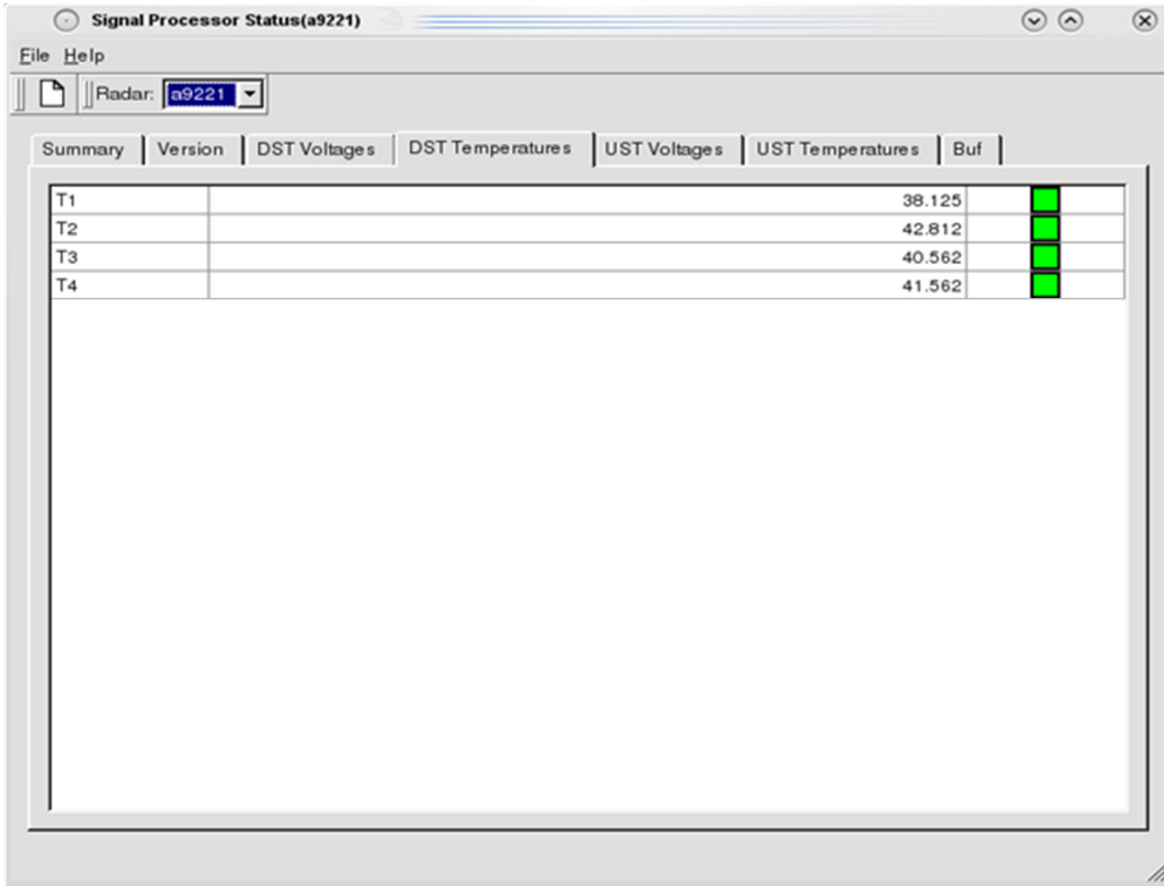 Signal Processor Status(a9221)
File Help
Radar: a9221
Summary Version DST Voltages DST Temperatures UST Voltages UST Temperatures Buf
T1 38.125
T2 42.812
T3 40.562
T4 41.562